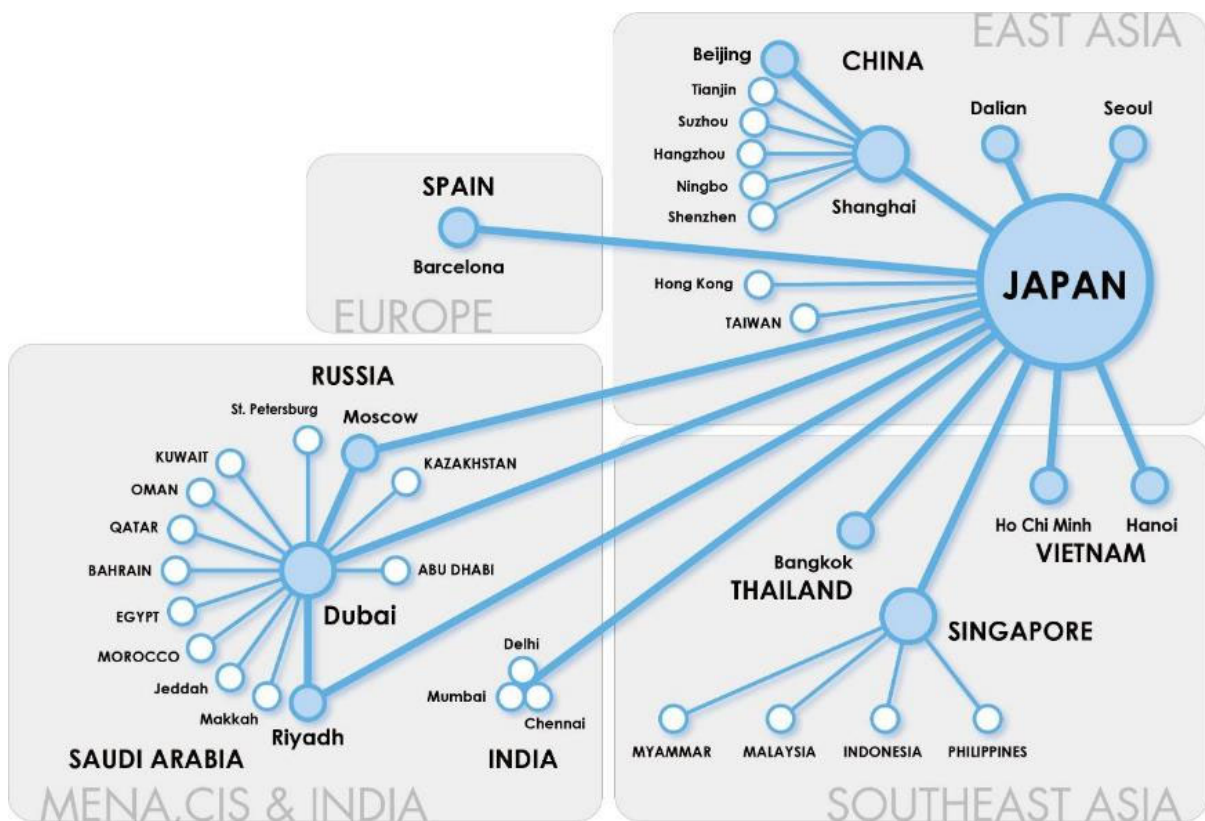 EAST ASIA
CHINA
Beijing
Tianjin
Suzhou
Hangzhou
Ningbo
Shenzhen
Shanghai
Dalian
Seoul
JAPAN
Hong Kong
TAIWAN
SPAIN
Barcelona
EUROPE
RUSSIA
St. Petersburg
Moscow
KAZAKHSTAN
KUWAIT
OMAN
QATAR
BAHRAIN
ABU DHABI
EGYPT
Dubai
MOROCCO
Jeddah
Makkah
Riyadh
SAUDI ARABIA
Delhi
Mumbai
Chennai
INDIA
MENA,CIS & INDIA
Ho Chi Minh
Hanoi
VIETNAM
Bangkok
THAILAND
SINGAPORE
MYANMAR
MALAYSIA
INDONESIA
PHILIPPINES
SOUTHEAST ASIA